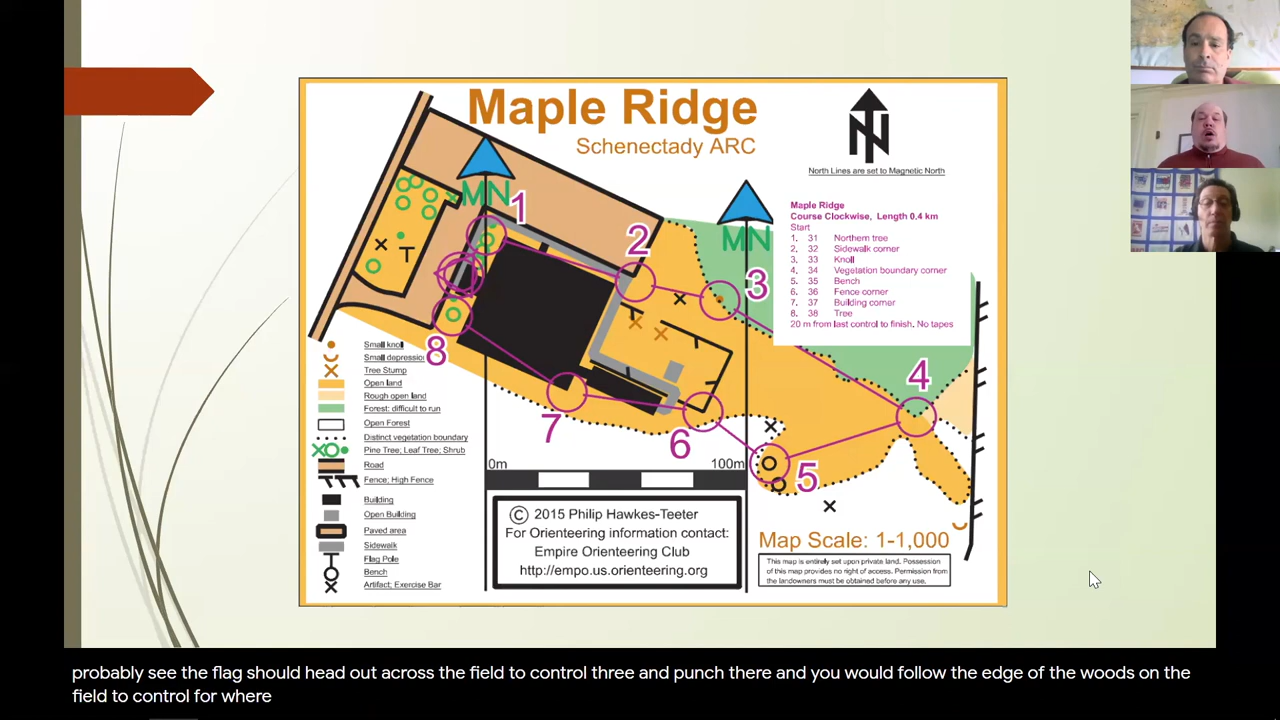 Maple Ridge
Schenectady ARC
N
North Lines are set to Magnetic North
MN
MN
1
2
3
4
5
6
7
8
Maple Ridge
Course Clockwise, Length 0.4 km
Start
1. 31 Northern tree
2. 32 Sidewalk corner
3. 33 Knoll
4. 34 Vegetation boundary corner
5. 35 Bench
6. 36 Fence corner
7. 37 Building corner
8. 38 Tree
20 m from last control to finish. No tapes
Small knoll
Small depression
Tree Stump
Open land
Rough open land
Forest: difficult to run
Open Forest
Distinct vegetation boundary
Pine Tree; Leaf Tree; Shrub
Road
Fence; High Fence
Building
Open Building
Paved area
Sidewalk
Flag Pole
Bench
Artifact; Exercise Bar
0m 100m
© 2015 Philip Hawkes-Teeter
For Orienteering information contact:
Empire Orienteering Club
http://empo.us.orienteering.org
Map Scale: 1-1,000
This map is entirely set upon private land. Possession
of this map provides no right of access. Permission from
the landowners must be obtained before any use.
probably see the flag should head out across the field to control three and punch there and you would follow the edge of the woods on the
field to control for where